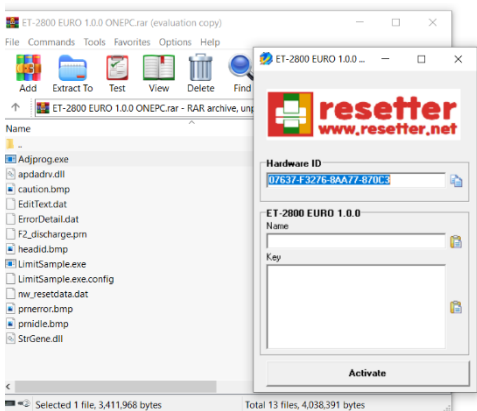 ET-2800 EURO 1.0.0 ONEPC.rar (evaluation copy)
File Commands Tools Favorites Options Help
Add Extract To Test View Delete Find
ET-2800 EURO 1.0.0 ONEPC.rar - RAR archive, unp
Name
..
Adjprog.exe
apdadrv.dll
caution.bmp
EditText.dat
ErrorDetail.dat
F2_discharge.prn
headid.bmp
LimitSample.exe
LimitSample.exe.config
nw_resetdata.dat
prnerror.bmp
prnidle.bmp
StrGene.dll
Selected 1 file, 3,411,968 bytes
Total 13 files, 4,038,391 bytes
ET-2800 EURO 1.0.0 ...
resetter
www.resetter.net
Hardware ID
07637-F3276-8AA77-870C3
ET-2800 EURO 1.0.0
Name
Key
Activate